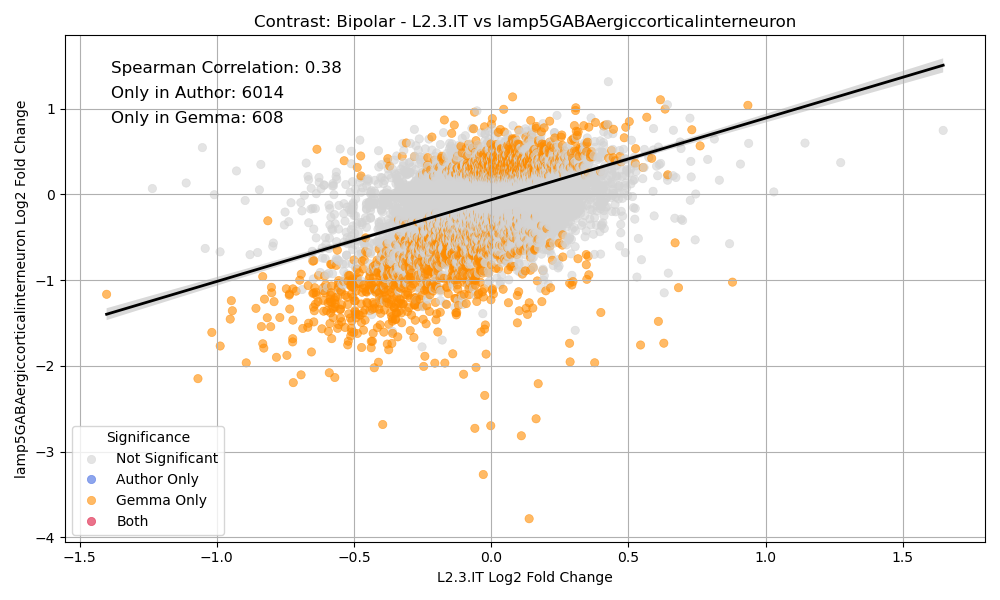 Contrast: Bipolar - L2.3.IT vs lamp5GABAergiccorticalinterneuron
Spearman Correlation: 0.38
Only in Author: 6014
Only in Gemma: 608
lamp5GABAergiccorticalinterneuron Log2 Fold Change
1
0
−1
−2
−3
−4
Significance
Not Significant
Author Only
Gemma Only
Both
−1.5 −1.0 −0.5 0.0 0.5 1.0 1.5
L2.3.IT Log2 Fold Change